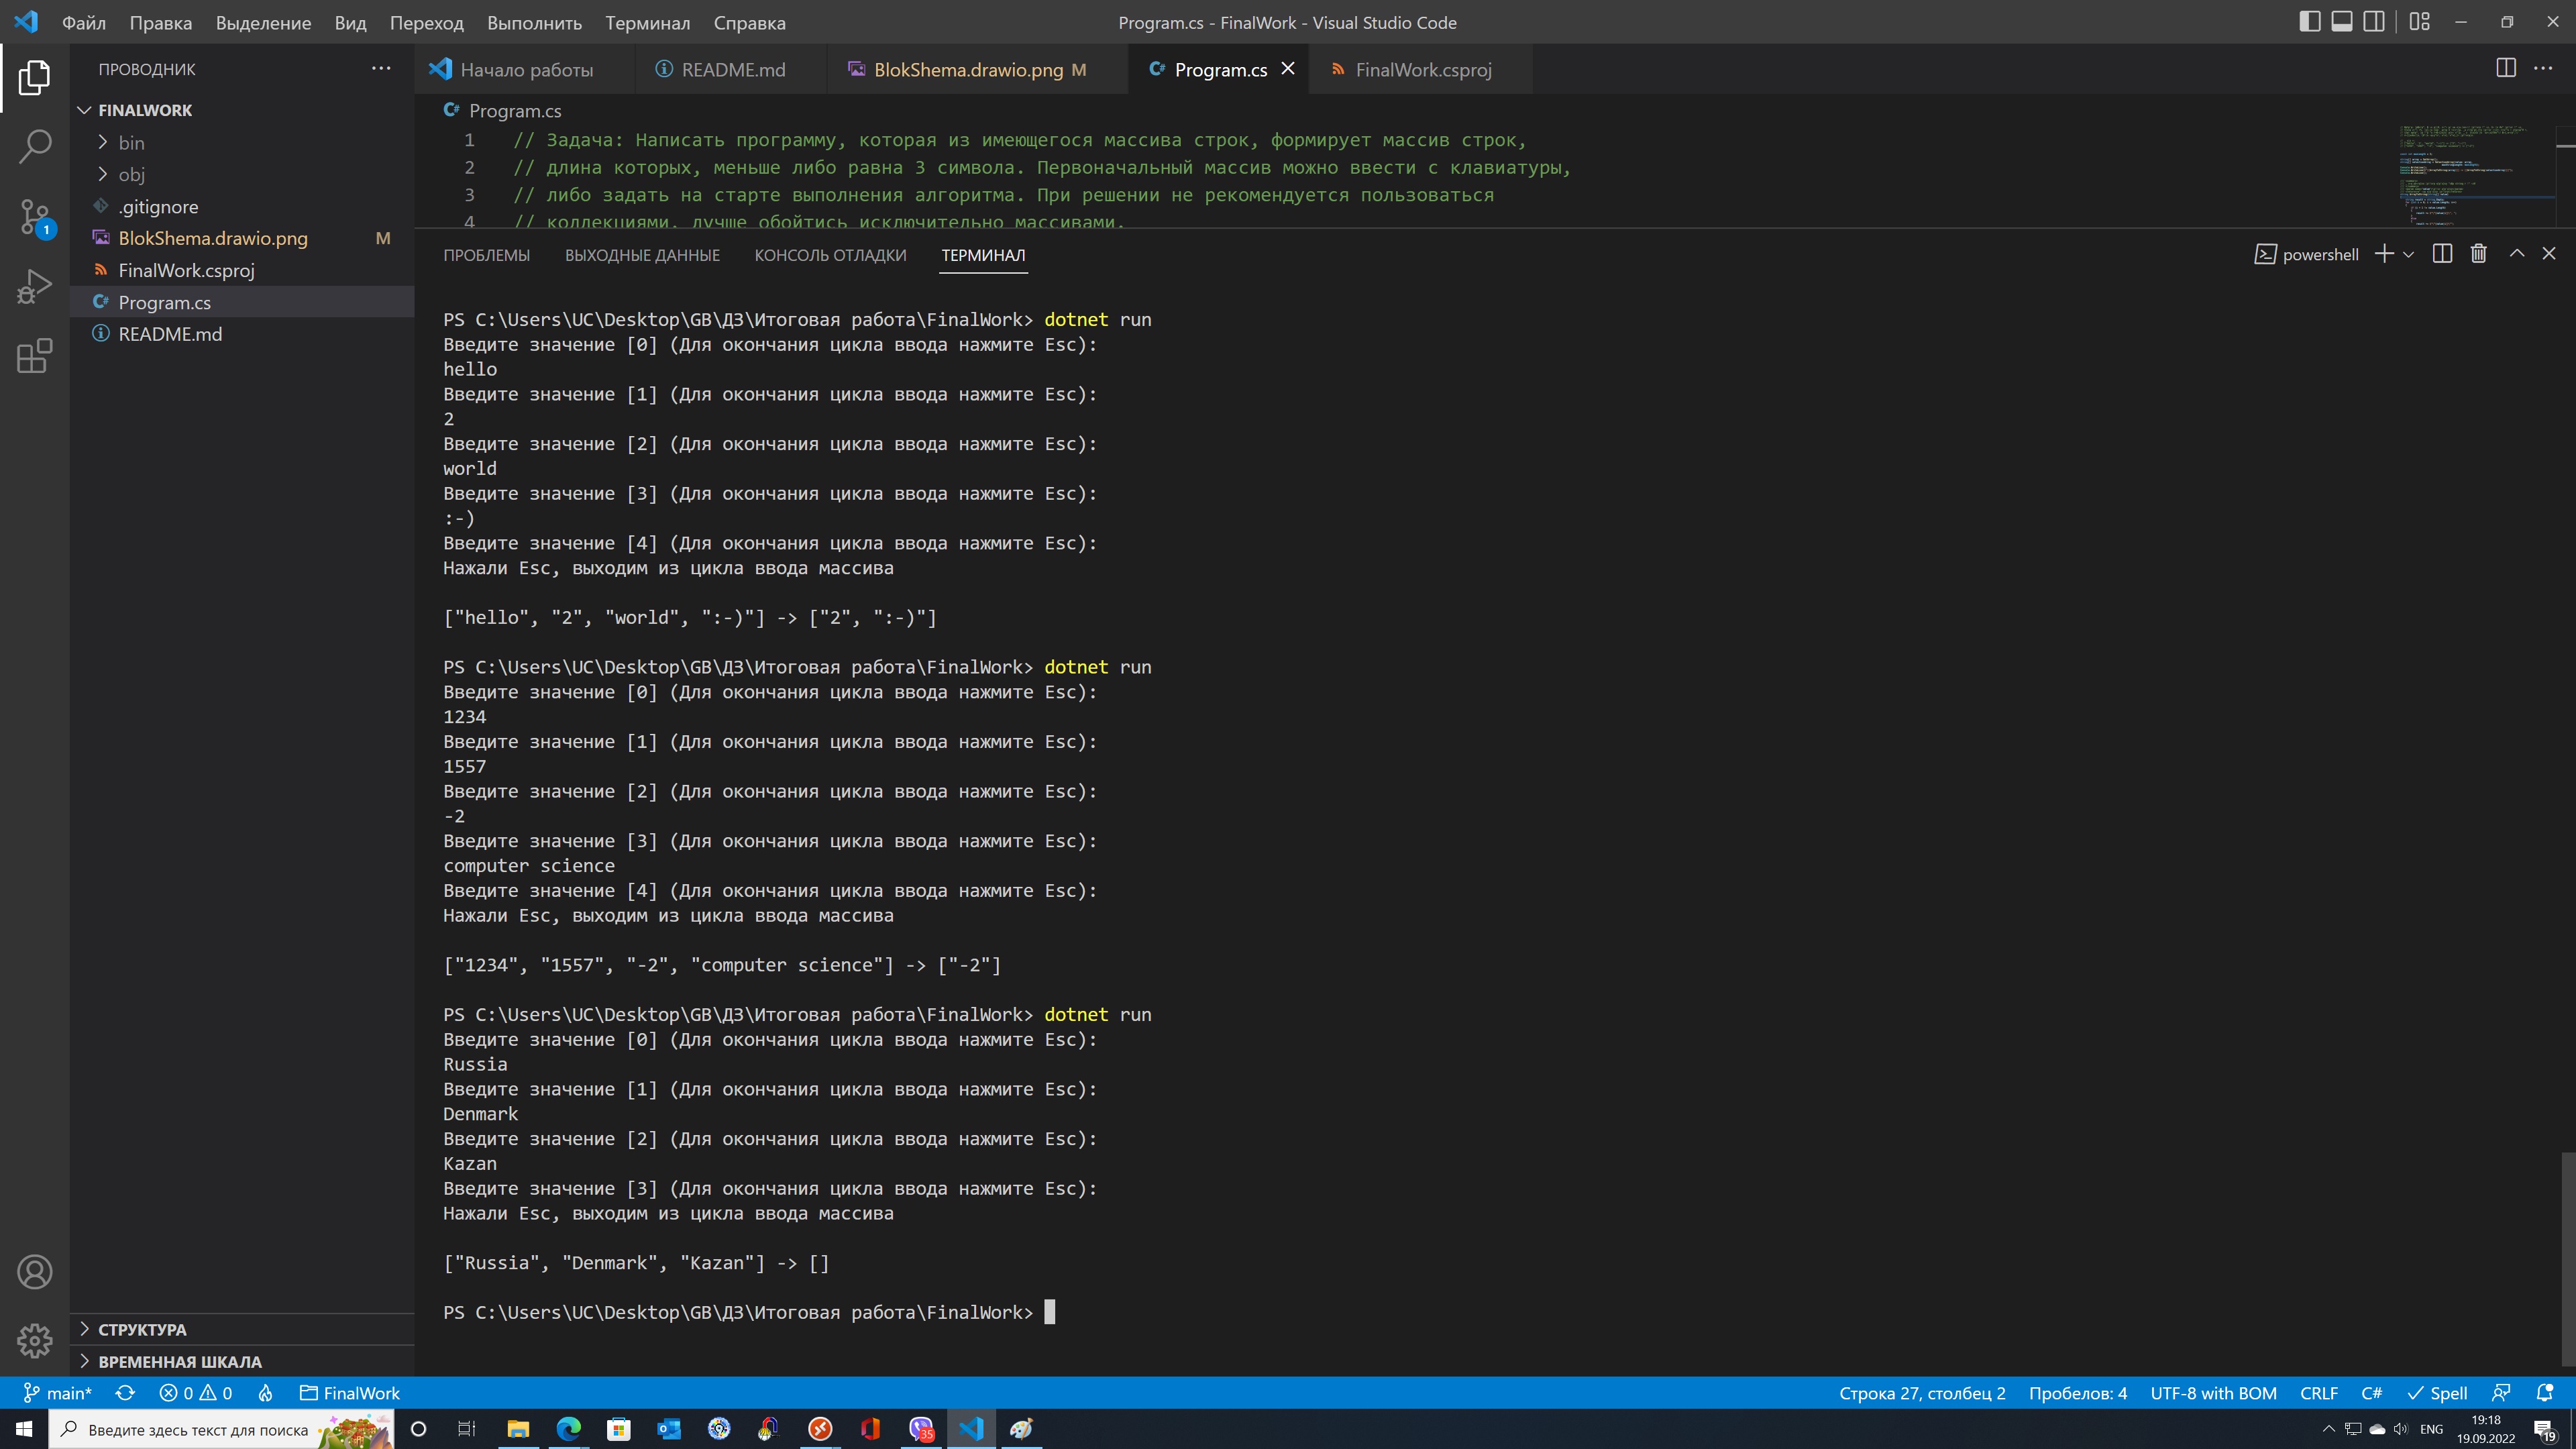 Файл Правка Выделение Вид Переход Выполнить Терминал Справка
Program.cs - FinalWork - Visual Studio Code
ПРОВОДНИК
FINALWORK
bin
obj
.gitignore
BlokShema.drawio.png M
FinalWork.csproj
Program.cs
README.md
СТРУКТУРА
ВРЕМЕННАЯ ШКАЛА
Начало работы README.md BlokShema.drawio.png M Program.cs FinalWork.csproj
Program.cs
1 // Задача: Написать программу, которая из имеющегося массива строк, формирует массив строк,
2 // длина которых, меньше либо равна 3 символа. Первоначальный массив можно ввести с клавиатуры,
3 // либо задать на старте выполнения алгоритма. При решении не рекомендуется пользоваться
4 // коллекциями, лучше обойтись исключительно массивами.
ПРОБЛЕМЫ ВЫХОДНЫЕ ДАННЫЕ КОНСОЛЬ ОТЛАДКИ ТЕРМИНАЛ
powershell
PS C:\Users\UC\Desktop\GB\ДЗ\Итоговая работа\FinalWork> dotnet run
Введите значение [0] (Для окончания цикла ввода нажмите Esc):
hello
Введите значение [1] (Для окончания цикла ввода нажмите Esc):
2
Введите значение [2] (Для окончания цикла ввода нажмите Esc):
world
Введите значение [3] (Для окончания цикла ввода нажмите Esc):
:-)
Введите значение [4] (Для окончания цикла ввода нажмите Esc):
Нажали Esc, выходим из цикла ввода массива
["hello", "2", "world", ":-)"] -> ["2", ":-)"]
PS C:\Users\UC\Desktop\GB\ДЗ\Итоговая работа\FinalWork> dotnet run
Введите значение [0] (Для окончания цикла ввода нажмите Esc):
1234
Введите значение [1] (Для окончания цикла ввода нажмите Esc):
1557
Введите значение [2] (Для окончания цикла ввода нажмите Esc):
-2
Введите значение [3] (Для окончания цикла ввода нажмите Esc):
computer science
Введите значение [4] (Для окончания цикла ввода нажмите Esc):
Нажали Esc, выходим из цикла ввода массива
["1234", "1557", "-2", "computer science"] -> ["-2"]
PS C:\Users\UC\Desktop\GB\ДЗ\Итоговая работа\FinalWork> dotnet run
Введите значение [0] (Для окончания цикла ввода нажмите Esc):
Russia
Введите значение [1] (Для окончания цикла ввода нажмите Esc):
Denmark
Введите значение [2] (Для окончания цикла ввода нажмите Esc):
Kazan
Введите значение [3] (Для окончания цикла ввода нажмите Esc):
Нажали Esc, выходим из цикла ввода массива
["Russia", "Denmark", "Kazan"] -> []
PS C:\Users\UC\Desktop\GB\ДЗ\Итоговая работа\FinalWork>
main* 0 0 FinalWork
Строка 27, столбец 2 Пробелов: 4 UTF-8 with BOM CRLF C# Spell
Введите здесь текст для поиска
35
ENG
19:18
19.09.2022
19
1